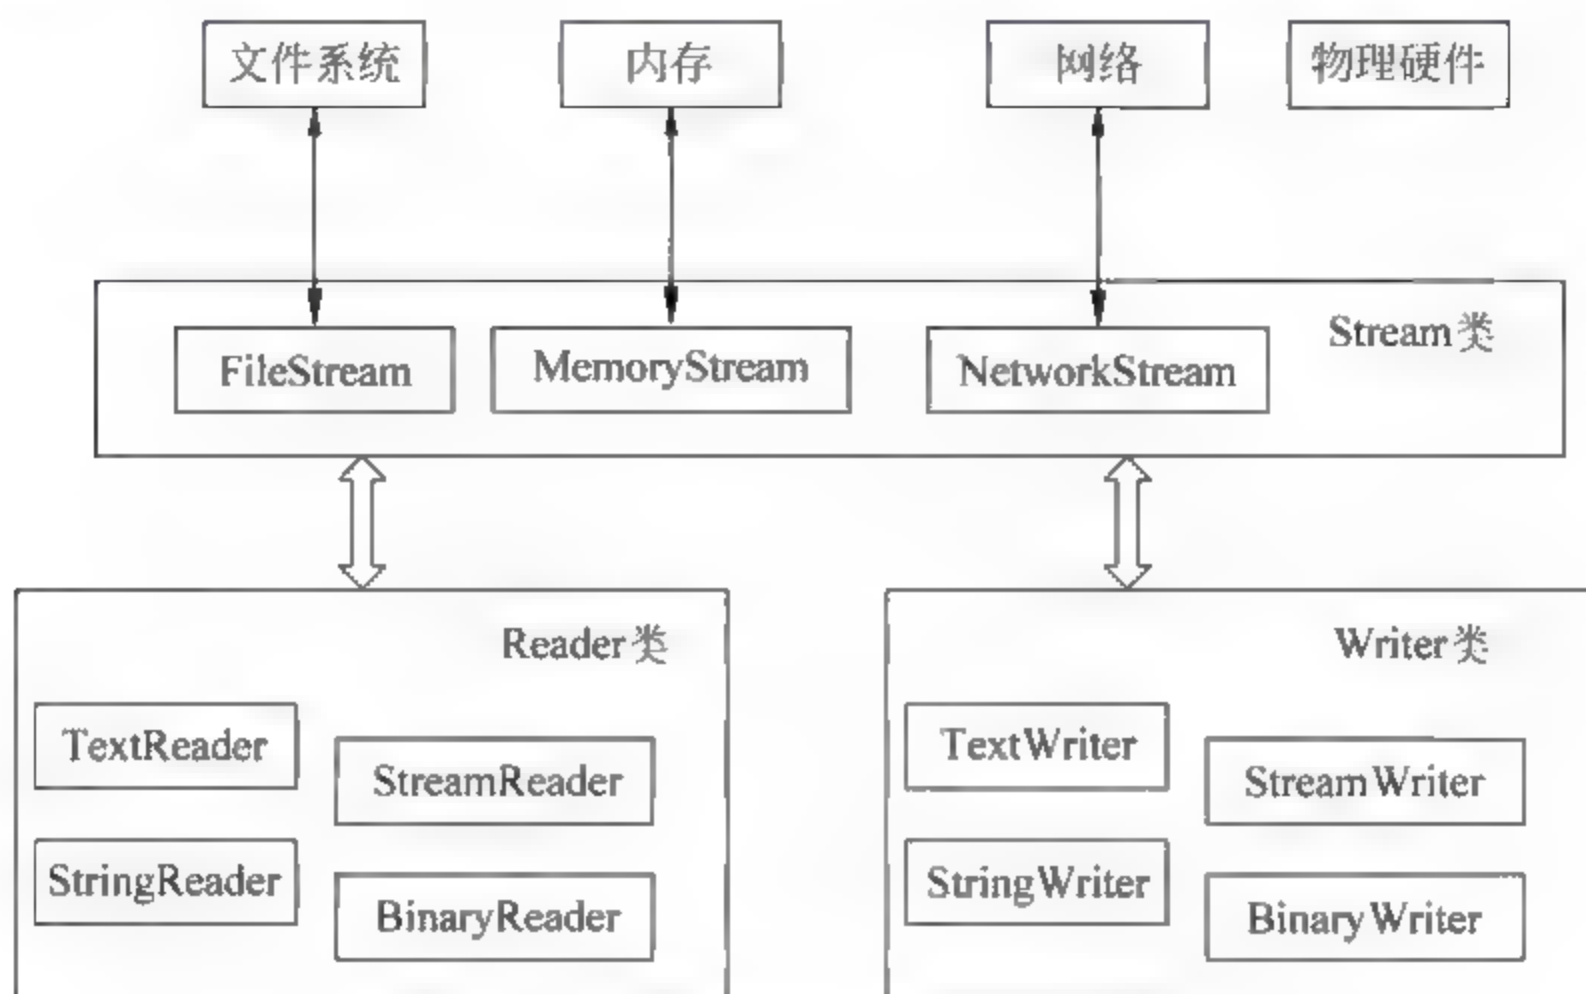 文件系统
内存
网络
物理硬件
Stream类
FileStream
MemoryStream
NetworkStream
Reader类
TextReader
StreamReader
StringReader
BinaryReader
Writer类
TextWriter
StreamWriter
StringWriter
BinaryWriter